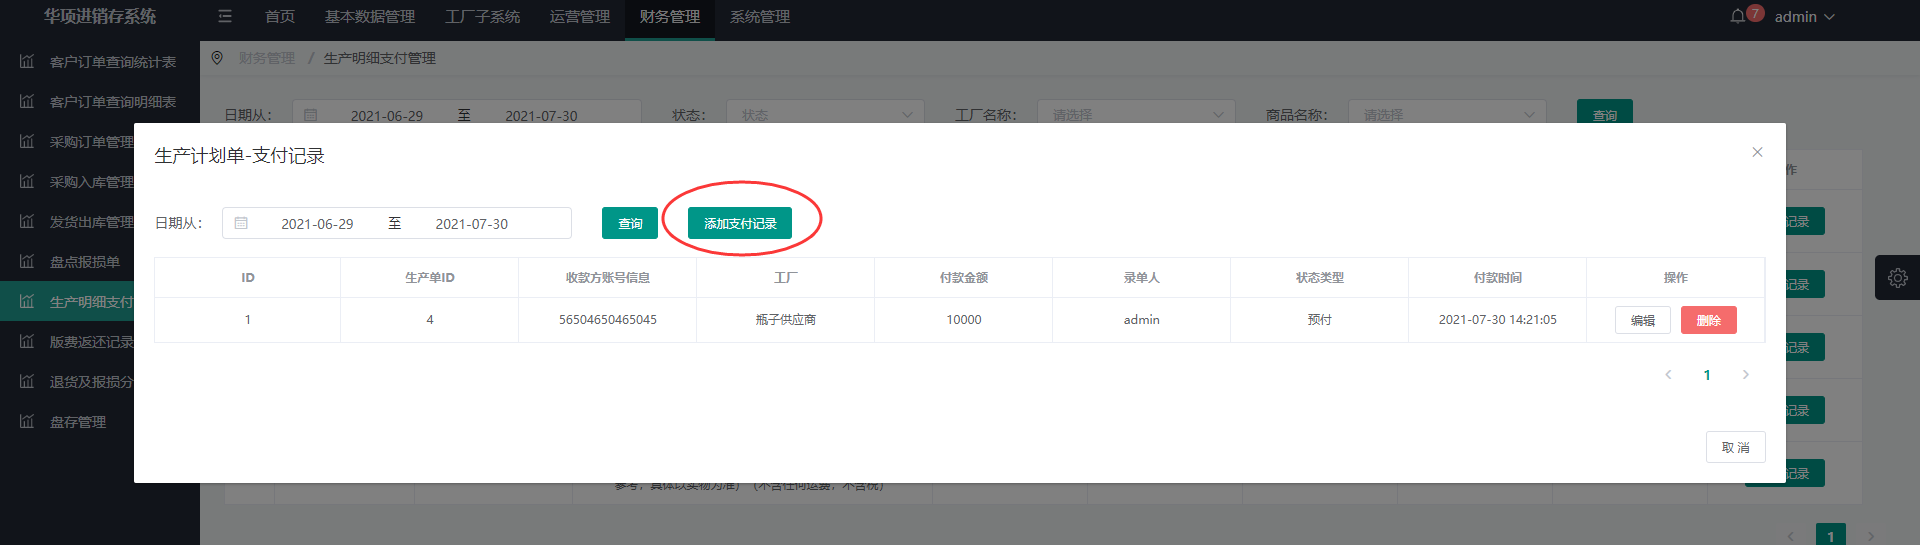 华项进销存系统
首页
基本数据管理
工厂子系统
运营管理
财务管理
系统管理
7
admin
客户订单查询统计表
客户订单查询明细表
采购订单管理
采购入库管理
发货出库管理
盘点报损单
生产明细支付
版费返还记录
退货及报损分
盘存管理
财务管理 / 生产明细支付管理
日期从： 2021-06-29 至 2021-07-30 状态： 状态 工厂名称： 请选择 商品名称： 请选择 查询
生产计划单-支付记录
日期从： 2021-06-29 至 2021-07-30 查询 添加支付记录
ID 生产单ID 收款方账号信息 工厂 付款金额 录单人 状态类型 付款时间 操作
1 4 56504650465045 瓶子供应商 10000 admin 预付 2021-07-30 14:21:05 编辑 删除
1
取 消
作
记录
记录
记录
记录
记录
参考，具体以实物为准）（不含任何运费，不含税）
1